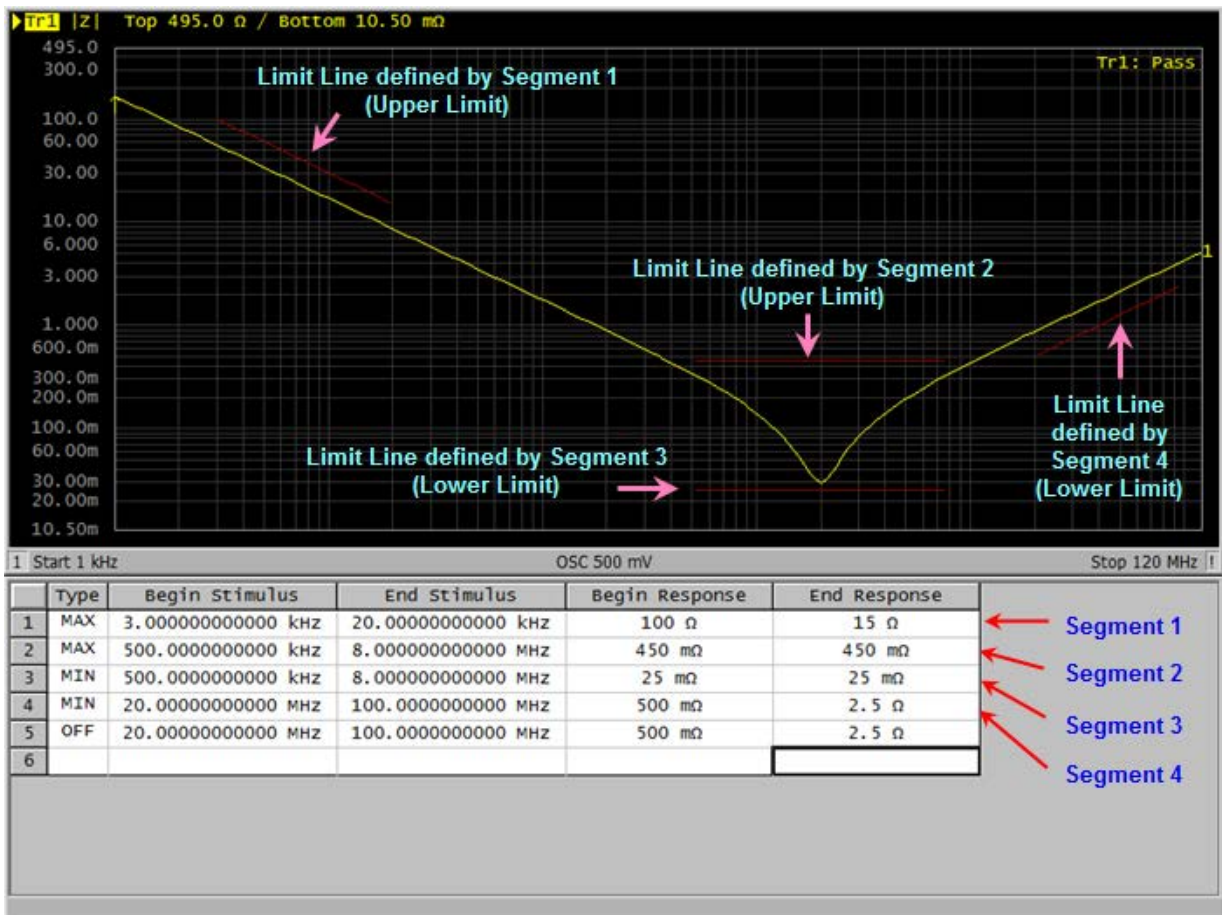 Tr1 |Z| Top 495.0 Ω / Bottom 10.50 mΩ
495.0
300.0
100.0
60.00
30.00
10.00
6.000
3.000
1.000
600.0m
300.0m
200.0m
100.0m
60.00m
30.00m
20.00m
10.50m
Tr1: Pass
Limit Line defined by Segment 1
(Upper Limit)
1
Limit Line defined by Segment 2
(Upper Limit)
Limit Line
defined by
Segment 4
(Lower Limit)
Limit Line defined by Segment 3
(Lower Limit)
1 Start 1 kHz OSC 500 mV Stop 120 MHz !
Type Begin Stimulus End Stimulus Begin Response End Response
1 MAX 3.000000000000 kHz 20.00000000000 kHz 100 Ω 15 Ω
2 MAX 500.0000000000 kHz 8.000000000000 MHz 450 mΩ 450 mΩ
3 MIN 500.0000000000 kHz 8.000000000000 MHz 25 mΩ 25 mΩ
4 MIN 20.00000000000 MHz 100.0000000000 MHz 500 mΩ 2.5 Ω
5 OFF 20.00000000000 MHz 100.0000000000 MHz 500 mΩ 2.5 Ω
6
Segment 1
Segment 2
Segment 3
Segment 4